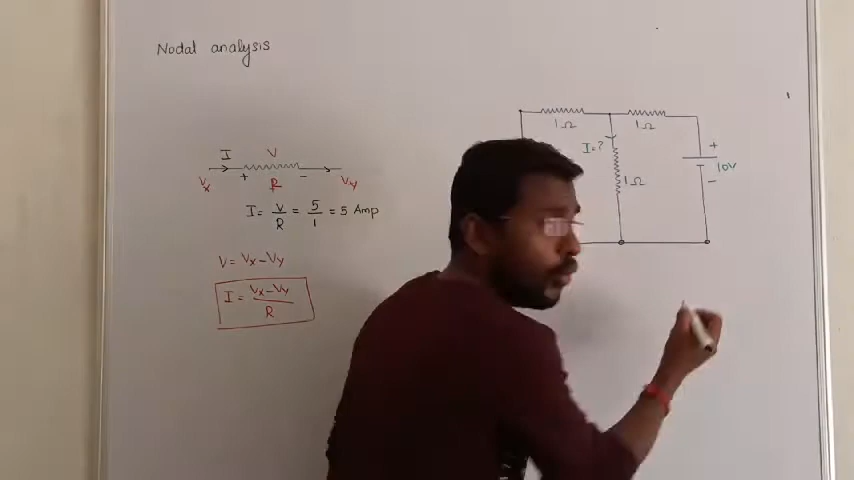 Nodal analysis
I V
Vx + R - Vy
I = V/R = 5/1 = 5 Amp
V = Vx - Vy
I = Vx - Vy / R
1Ω 1Ω
I=? 1Ω
+ 10V -